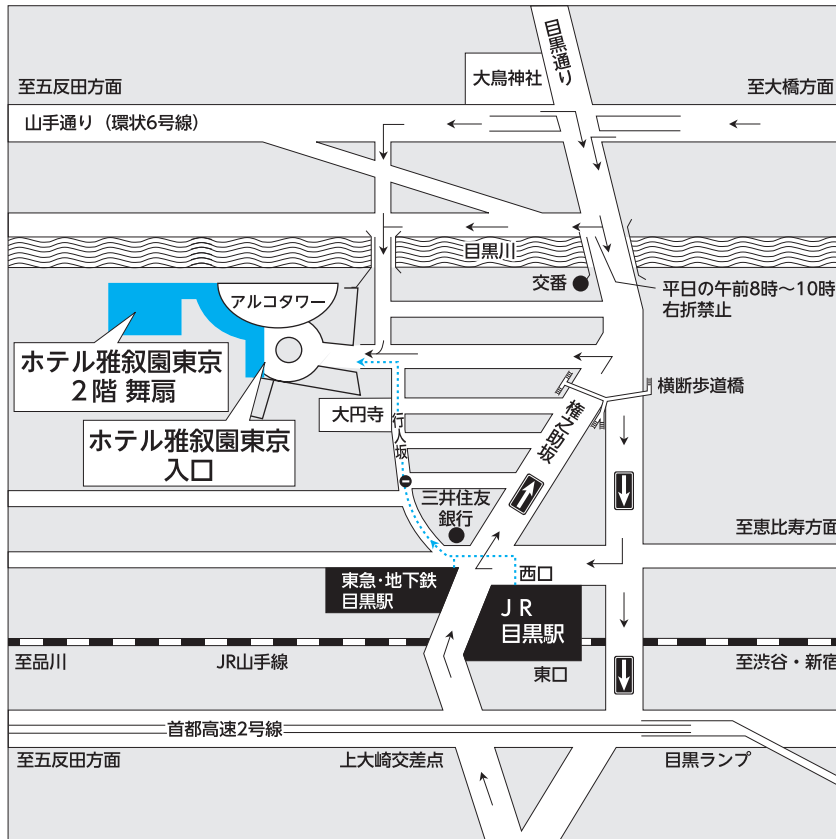 目黒通り
大鳥神社
至五反田方面
至大橋方面
山手通り（環状6号線）
目黒川
交番
アルコタワー
平日の午前8時～10時
右折禁止
ホテル雅叙園東京
2階 舞扇
横断歩道橋
大円寺
権之助坂
行人坂
ホテル雅叙園東京
入口
三井住友
銀行
至恵比寿方面
東急・地下鉄
目黒駅
西口
JR
目黒駅
至品川
JR山手線
東口
至渋谷・新宿
首都高速2号線
至五反田方面
上大崎交差点
目黒ランプ